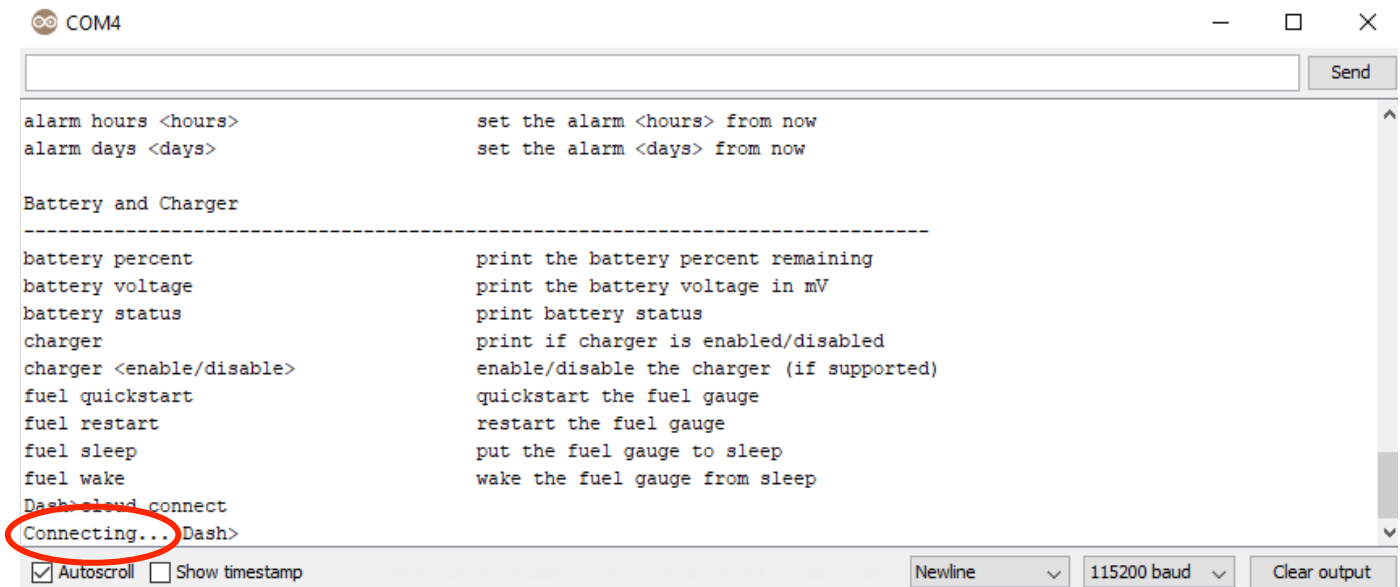 COM4
Send
alarm hours <hours> set the alarm <hours> from now
alarm days <days> set the alarm <days> from now
Battery and Charger
--------------------------------------------------------------------------------
battery percent print the battery percent remaining
battery voltage print the battery voltage in mV
battery status print battery status
charger print if charger is enabled/disabled
charger <enable/disable> enable/disable the charger (if supported)
fuel quickstart quickstart the fuel gauge
fuel restart restart the fuel gauge
fuel sleep put the fuel gauge to sleep
fuel wake wake the fuel gauge from sleep
Dash>cloud connect
Connecting... Dash>
Autoscroll Show timestamp Newline 115200 baud Clear output